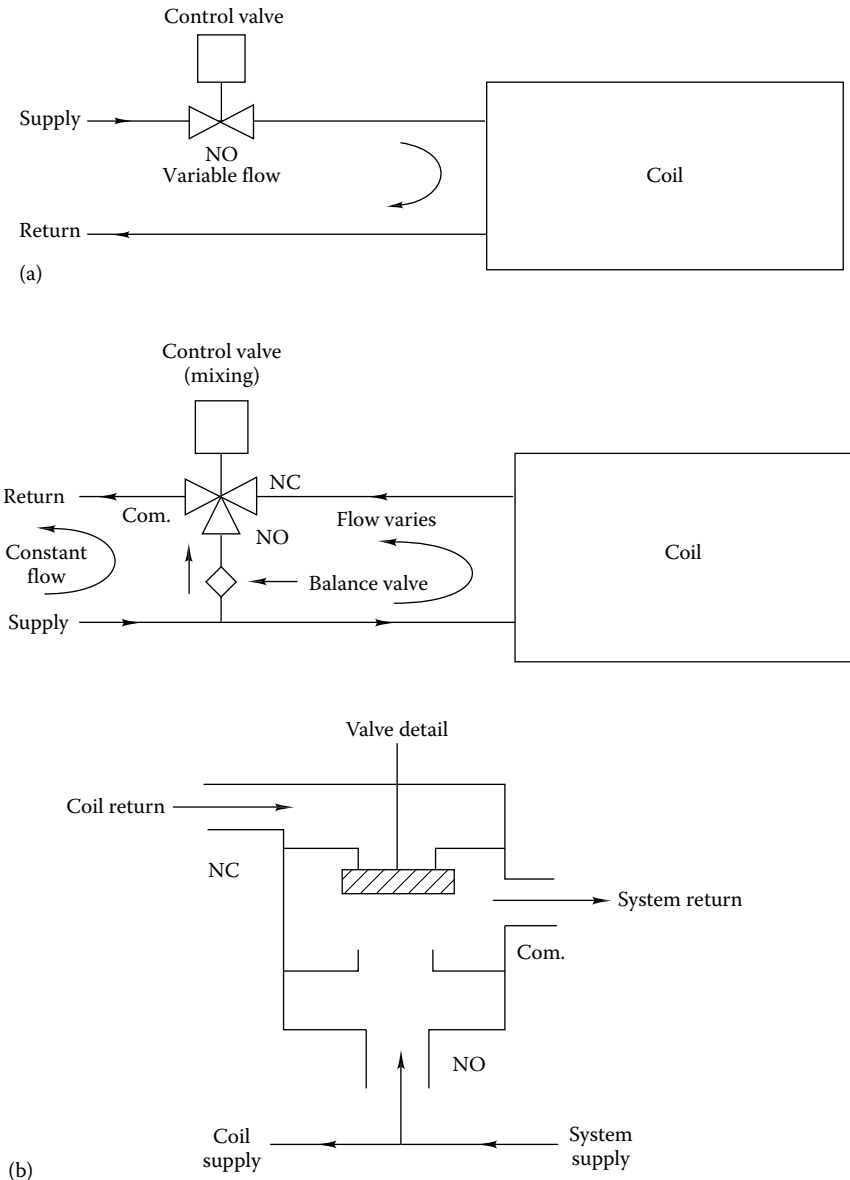 Control valve
Supply
NO
Variable flow
Coil
Return
(a)
Control valve
(mixing)
Return
NC
Com.
NO
Flow varies
Constant
flow
Balance valve
Coil
Supply
Valve detail
Coil return
NC
System return
Com.
NO
Coil
supply
System
supply
(b)